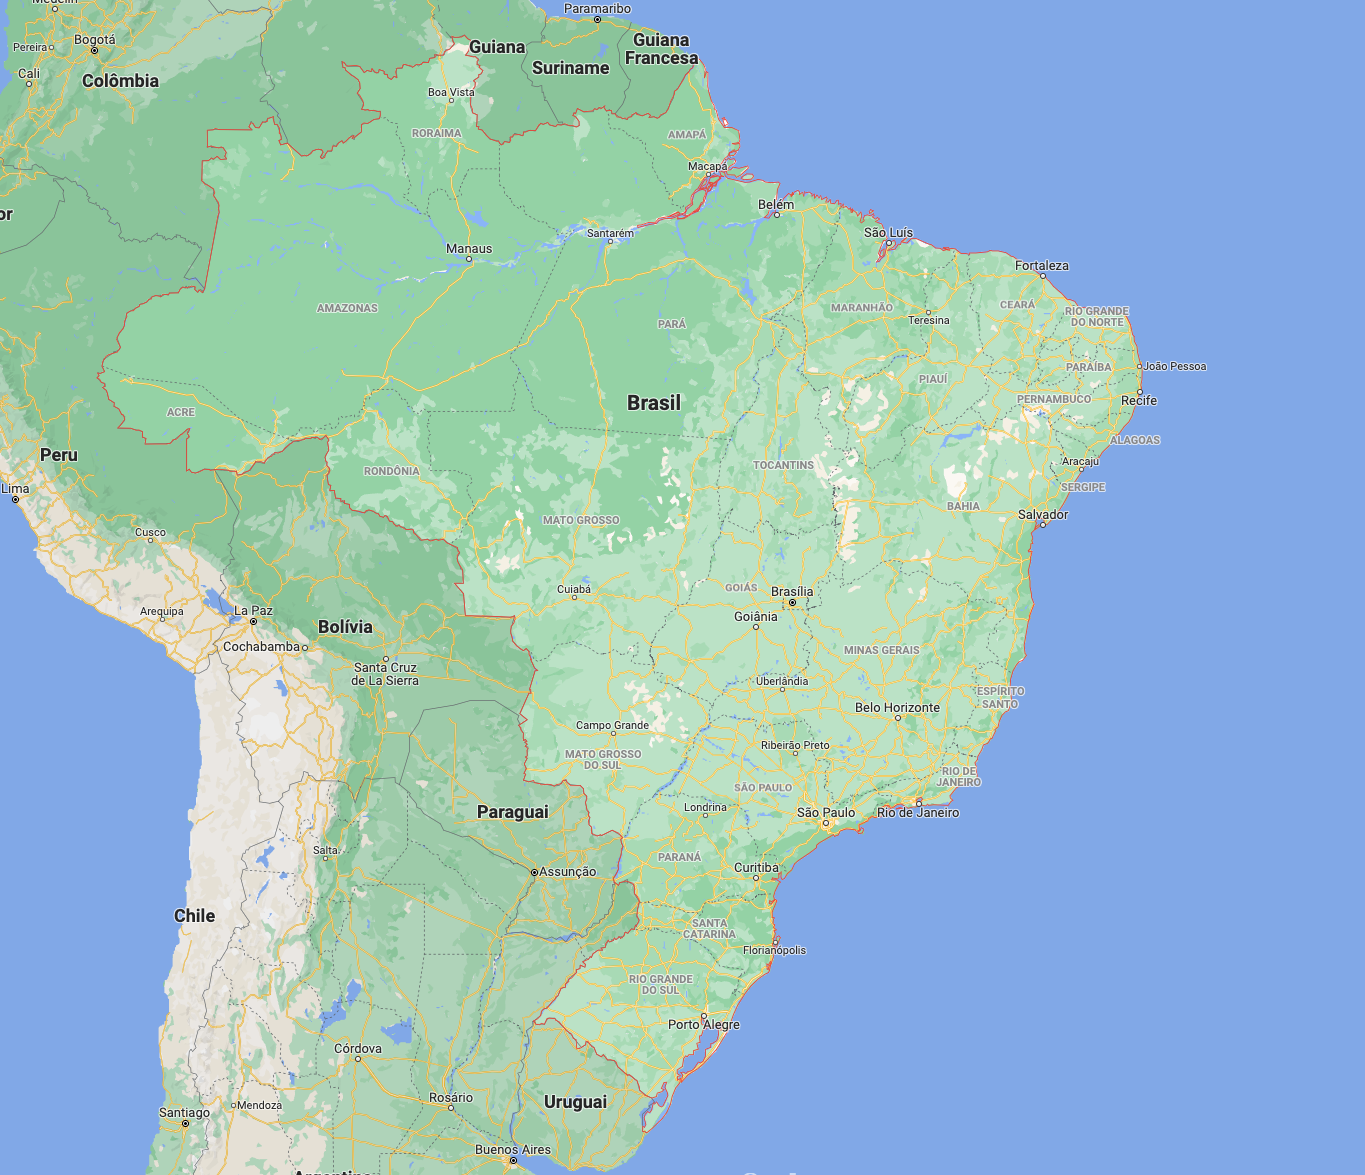 Medellín
Paramaribo
Bogotá
Pereira
Guiana
Guiana
Francesa
Suriname
Cali
Colômbia
Boa Vista
RORAIMA
AMAPÁ
Macapá
Belém
or
Santarém
São Luís
Manaus
Fortaleza
AMAZONAS
MARANHÃO
CEARÁ
RIO GRANDE
DO NORTE
Teresina
PARÁ
João Pessoa
PARAÍBA
PIAUÍ
Recife
PERNAMBUCO
Brasil
ACRE
ALAGOAS
Peru
Aracaju
TOCANTINS
RONDÔNIA
SERGIPE
Lima
BAHIA
Salvador
MATO GROSSO
Cusco
Cuiabá
GOIÁS
Brasília
Arequipa
La Paz
Goiânia
Bolívia
Cochabamba
MINAS GERAIS
Santa Cruz
de La Sierra
Uberlândia
ESPÍRITO
SANTO
Belo Horizonte
Campo Grande
Ribeirão Preto
MATO GROSSO
DO SUL
RIO DE
JANEIRO
SÃO PAULO
Londrina
Paraguai
São Paulo
Rio de Janeiro
Salta
PARANÁ
Curitiba
Assunção
Chile
SANTA
CATARINA
Florianópolis
RIO GRANDE
DO SUL
Porto Alegre
Córdova
Rosário
Uruguai
Mendoza
Santiago
Buenos Aires
Argentina